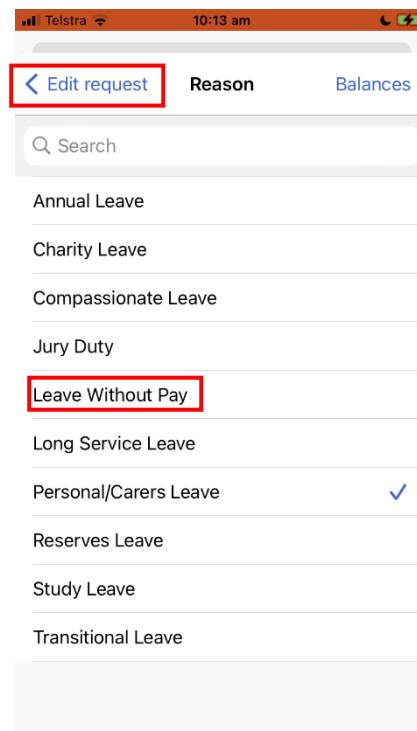 Telstra 10:13 am
Edit request Reason Balances
Search
Annual Leave
Charity Leave
Compassionate Leave
Jury Duty
Leave Without Pay
Long Service Leave
Personal/Carers Leave
Reserves Leave
Study Leave
Transitional Leave